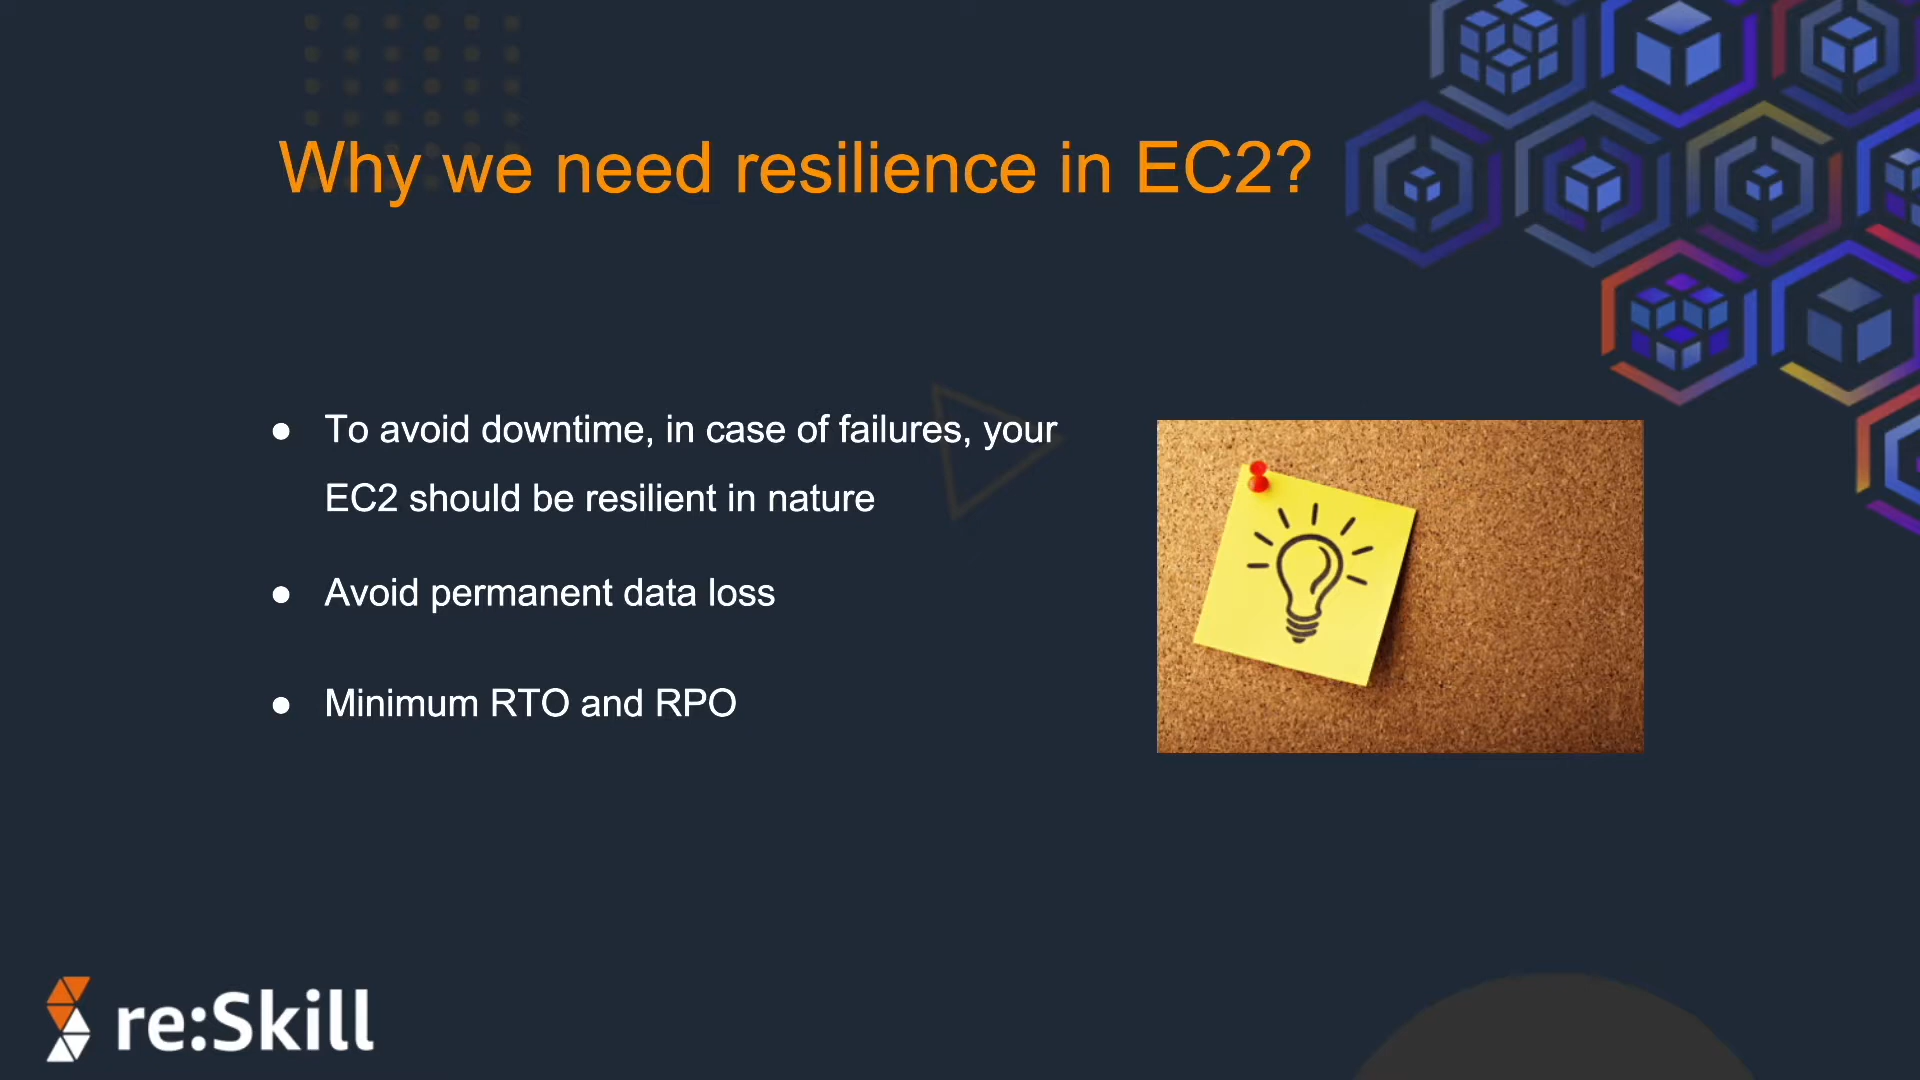 Why we need resilience in EC2?
● To avoid downtime, in case of failures, your
EC2 should be resilient in nature
● Avoid permanent data loss
● Minimum RTO and RPO
re:Skill